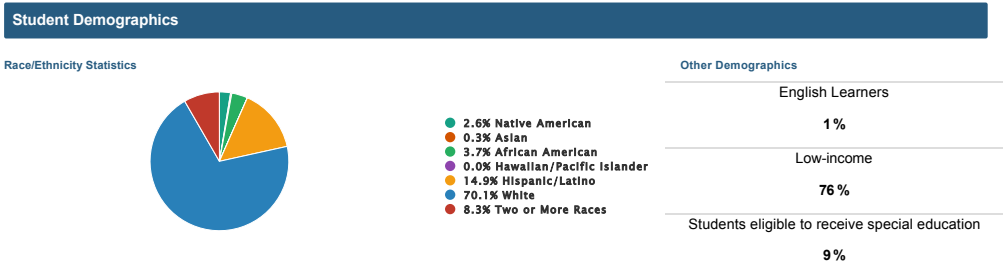 Student Demographics
Race/Ethnicity Statistics
2.6% Native American
0.3% Asian
3.7% African American
0.0% Hawaiian/Pacific Islander
14.9% Hispanic/Latino
70.1% White
8.3% Two or More Races
Other Demographics
English Learners
1%
Low-income
76%
Students eligible to receive special education
9%